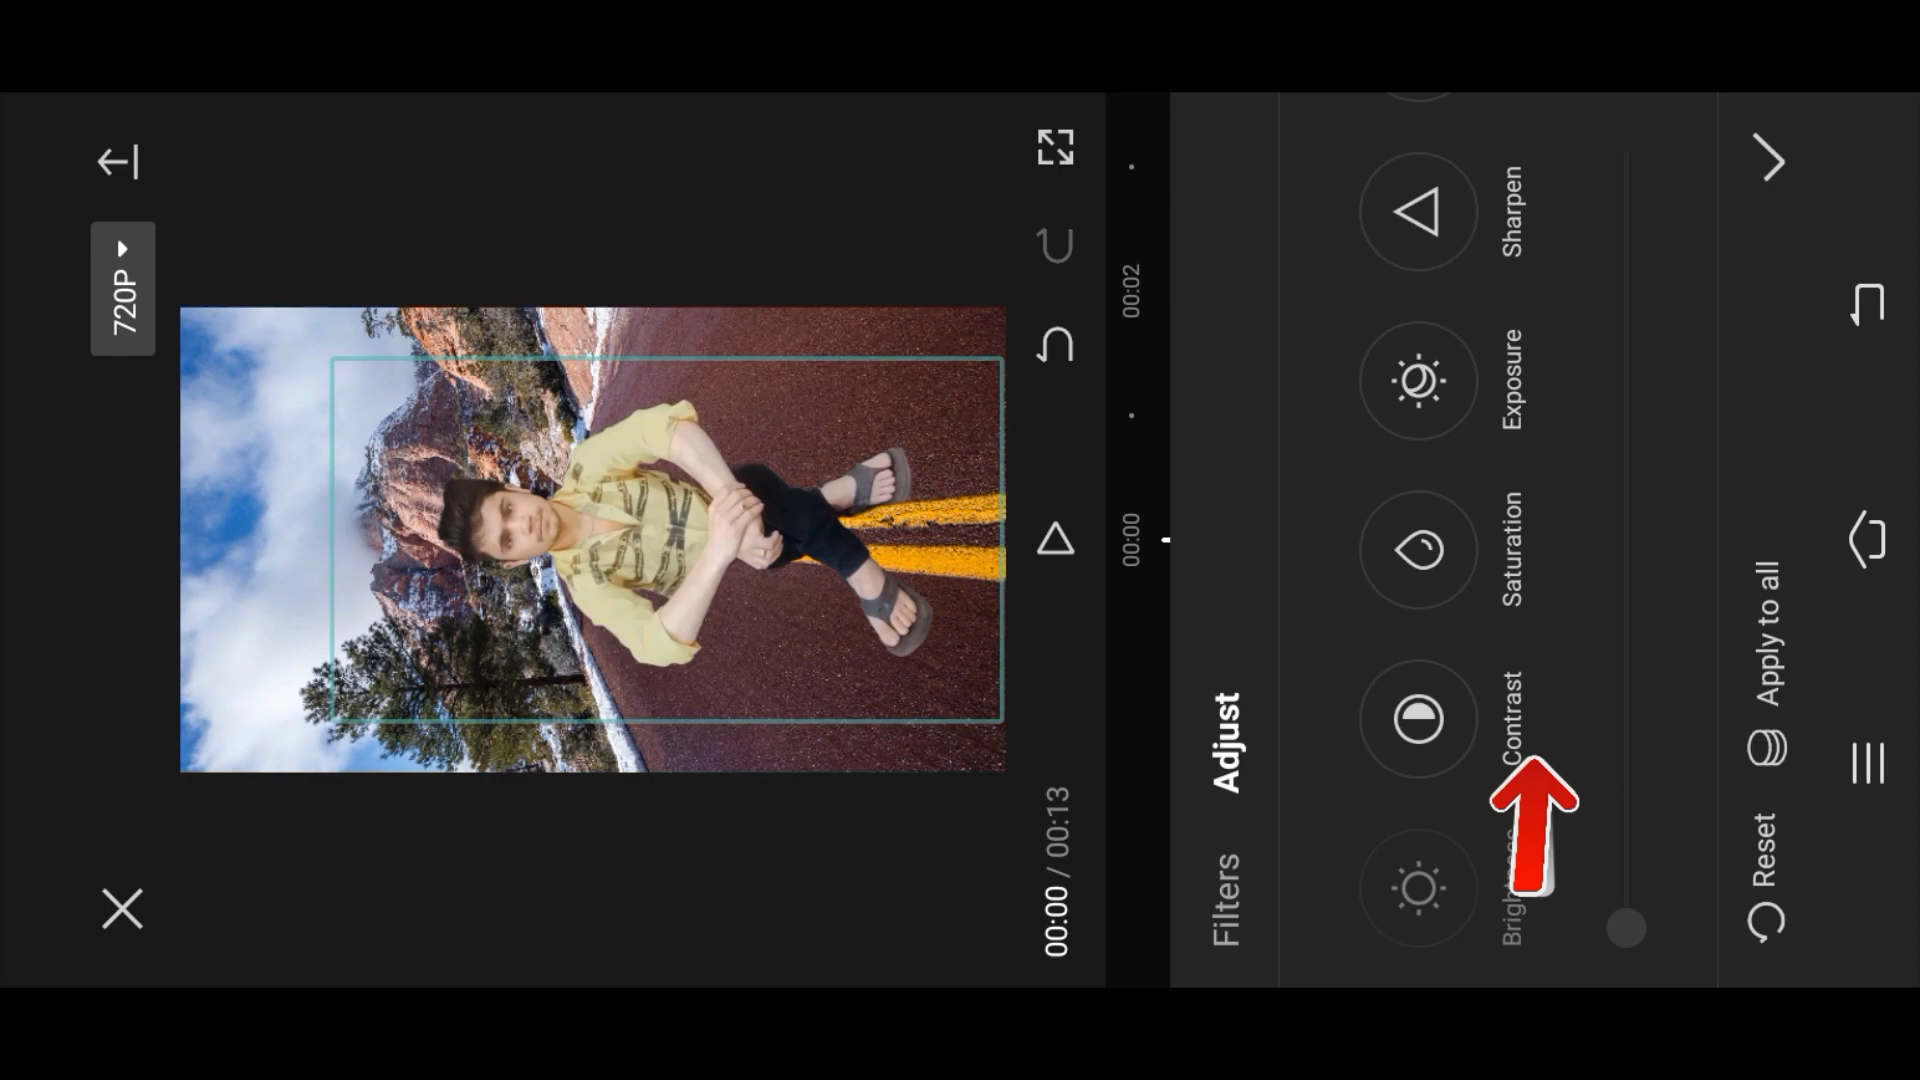 720P
00:00 / 00:13
00:00
00:02
Filters
Adjust
Brightness
Contrast
Saturation
Exposure
Sharpen
Reset
Apply to all